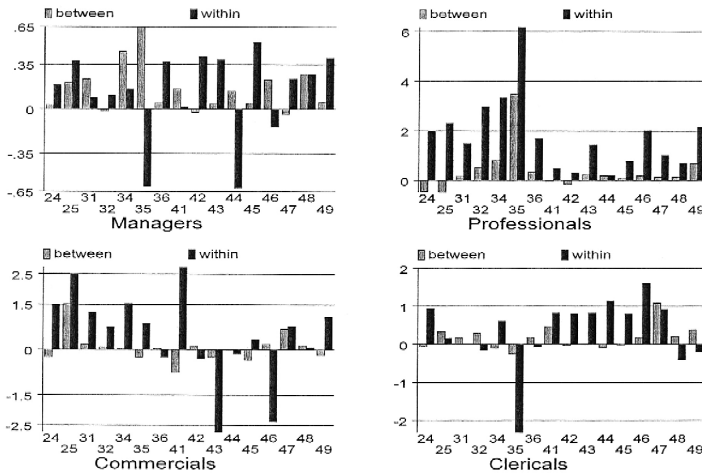 between within
.65
.35
0
-.35
-.65
24 31 34 36 42 44 46 48
25 32 35 41 43 45 47 49
Managers
between within
6
4
2
0
24 31 34 36 42 44 46 48
25 32 35 41 43 45 47 49
Professionals
between within
2.5
1.5
0
-1.5
-2.5
24 31 34 36 42 44 46 48
25 32 35 41 43 45 47 49
Commercials
between within
2
1
0
-1
-2
24 31 34 36 42 44 46 48
25 32 35 41 43 45 47 49
Clericals